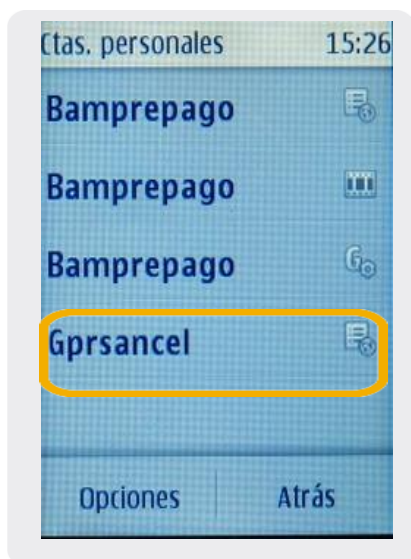 Ctas. personales 15:26
Bamprepago
Bamprepago
Bamprepago
Gprsancel
Opciones Atrás